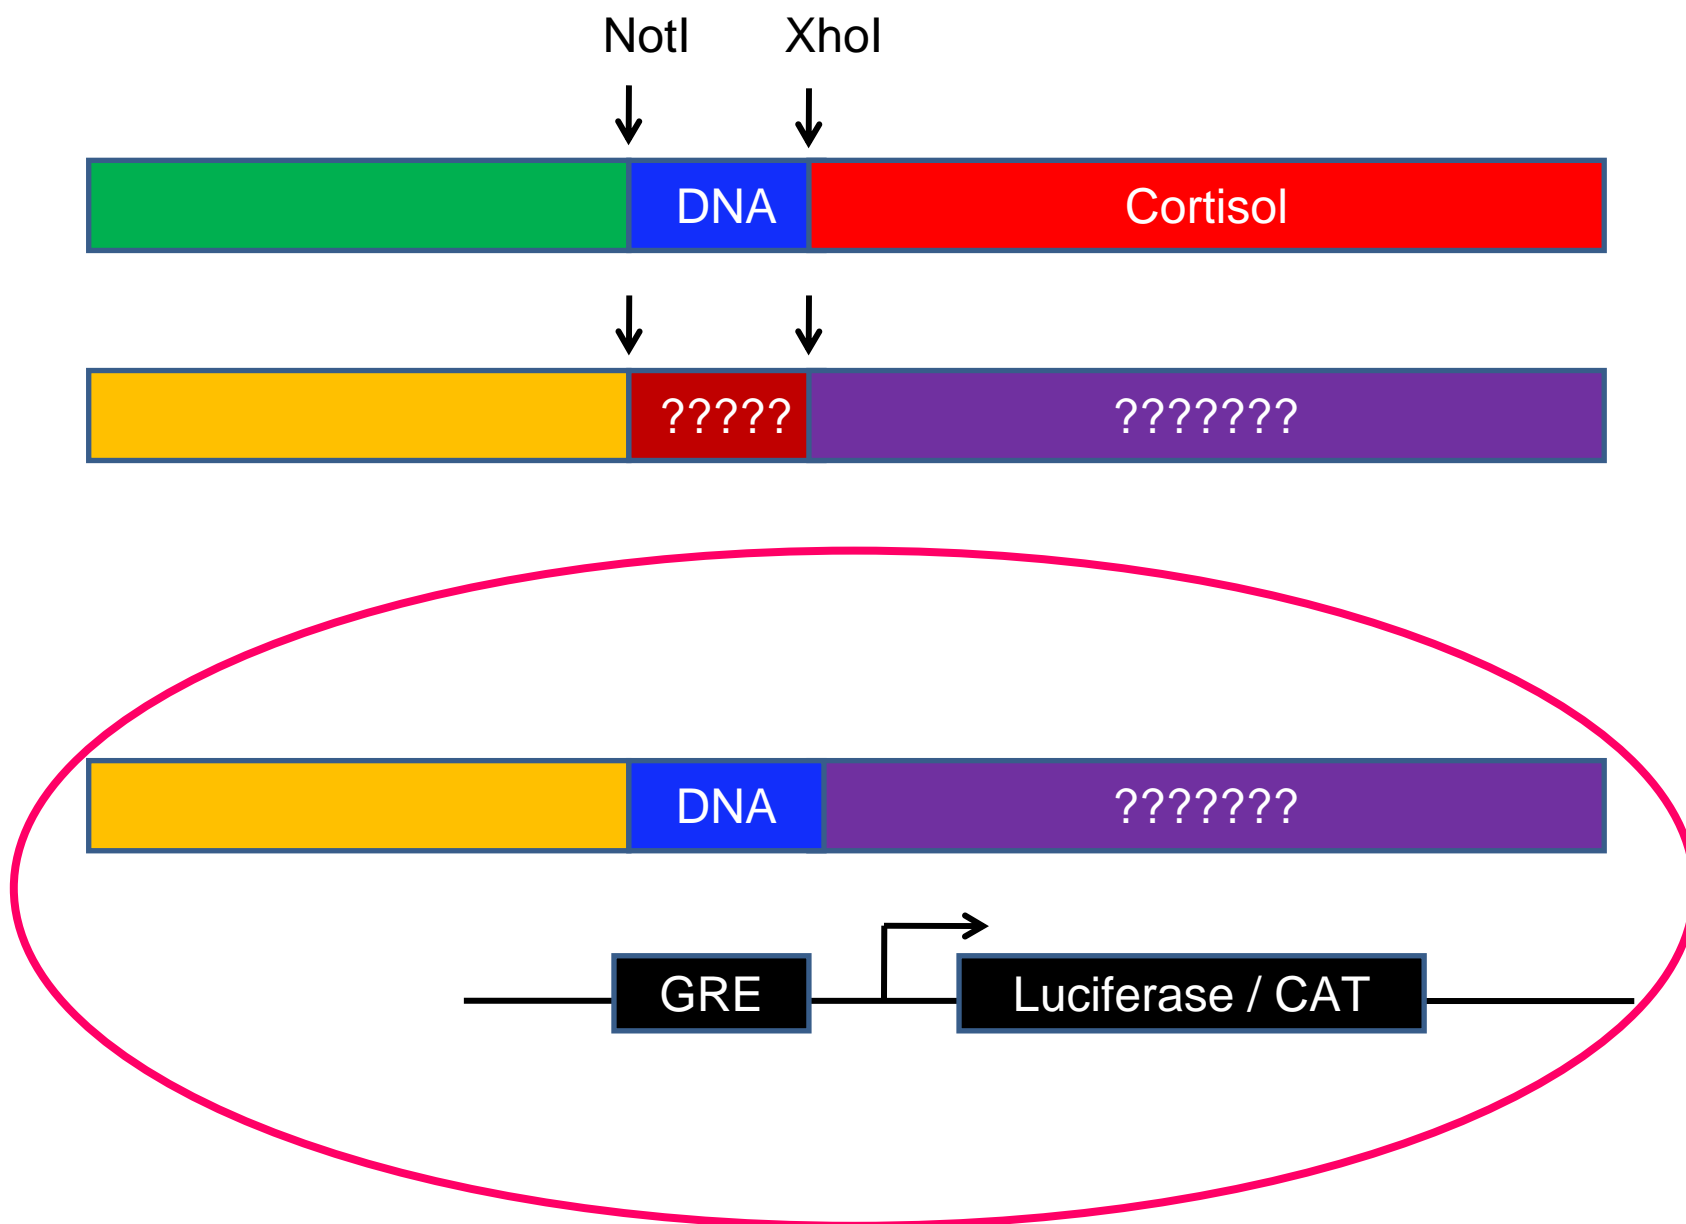 NotI XhoI
DNA Cortisol
????? ???????
DNA ???????
GRE Luciferase / CAT